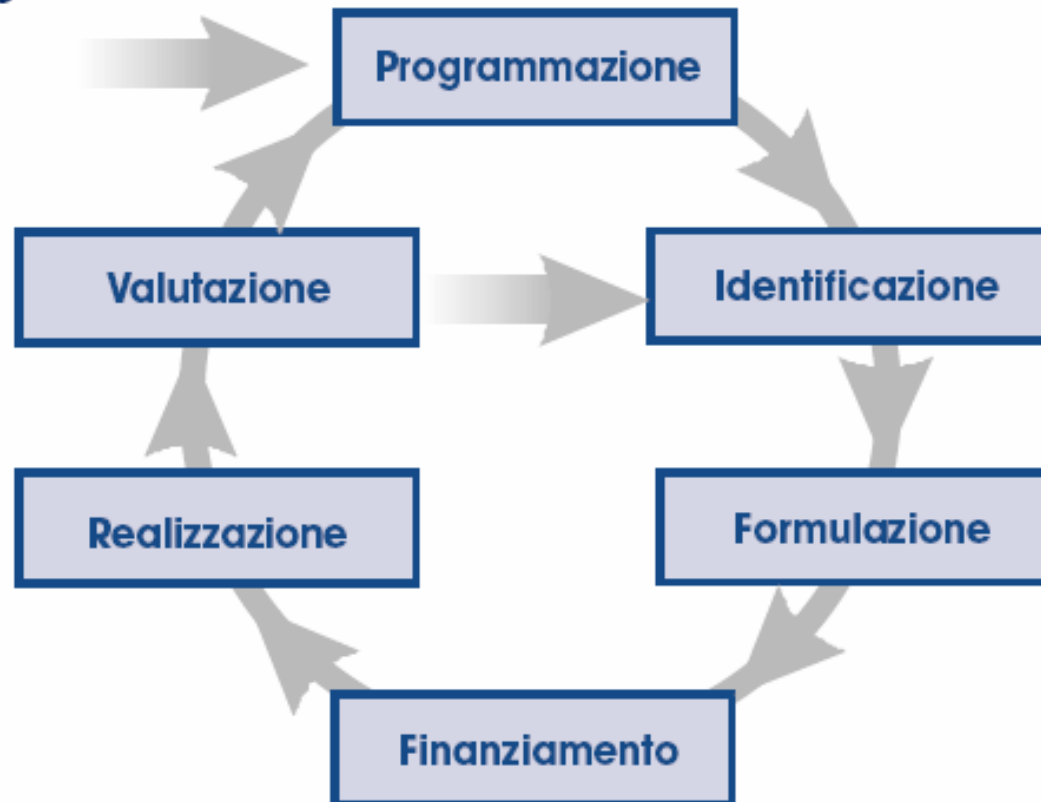 Programmazione
Valutazione
Identificazione
Realizzazione
Formulazione
Finanziamento